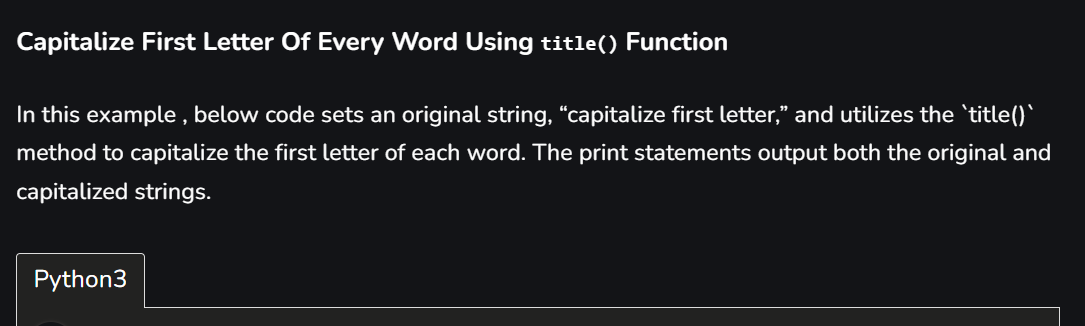 Capitalize First Letter Of Every Word Using title() Function
In this example , below code sets an original string, “capitalize first letter,” and utilizes the `title()`
method to capitalize the first letter of each word. The print statements output both the original and
capitalized strings.
Python3